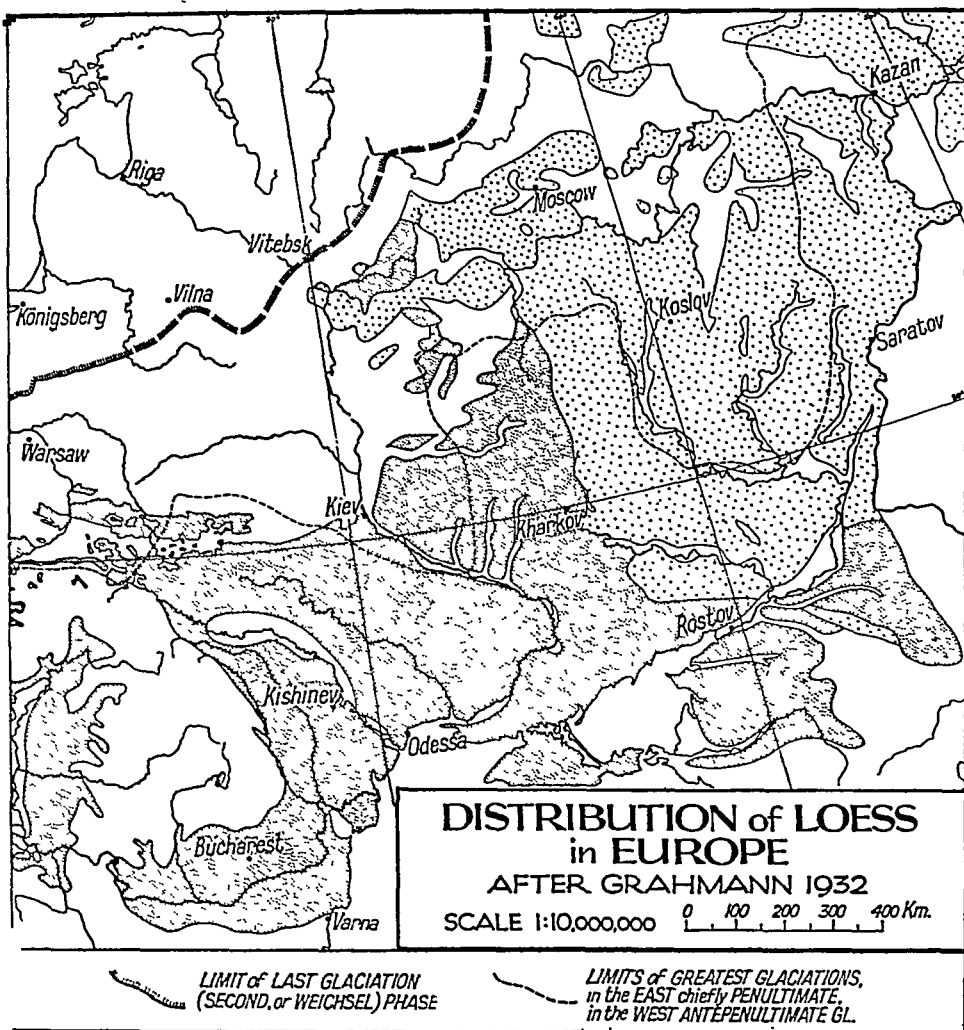 Kazan
Riga
Moscow
Vitebsk
Vilna
Königsberg
Koslov
Saratov
Warsaw
Kiev
Kharkov
Rostov
Kishinev
Odessa
Bucharest
Varna
DISTRIBUTION of LOESS
in EUROPE
AFTER GRAHMANN 1932
SCALE 1:10,000,000 0 100 200 300 400 Km.
LIMIT of LAST GLACIATION
(SECOND, or WEICHSEL) PHASE
LIMITS of GREATEST GLACIATIONS,
in the EAST chiefly PENULTIMATE,
in the WEST ANTEPENULTIMATE GL.